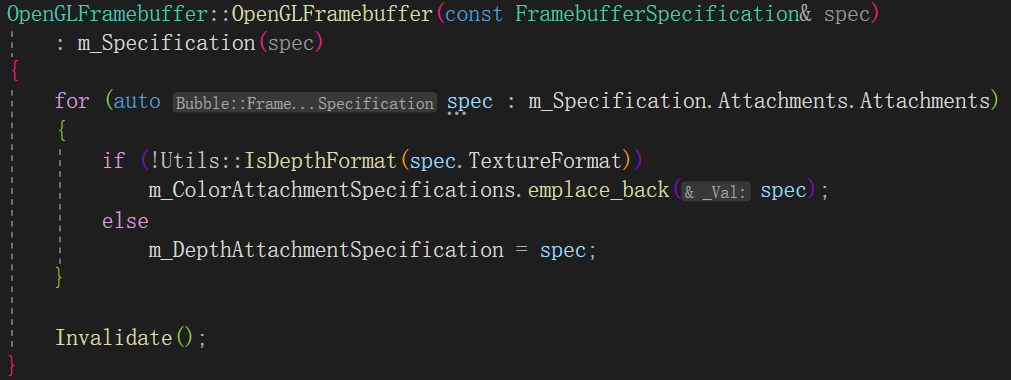 OpenGLFramebuffer::OpenGLFramebuffer(const FramebufferSpecification& spec)
    : m_Specification(spec)
{
    for (auto Bubble::Frame...Specification spec : m_Specification.Attachments.Attachments)
    {
        if (!Utils::IsDepthFormat(spec.TextureFormat))
            m_ColorAttachmentSpecifications.emplace_back(& _Val: spec);
        else
            m_DepthAttachmentSpecification = spec;
    }
    Invalidate();
}